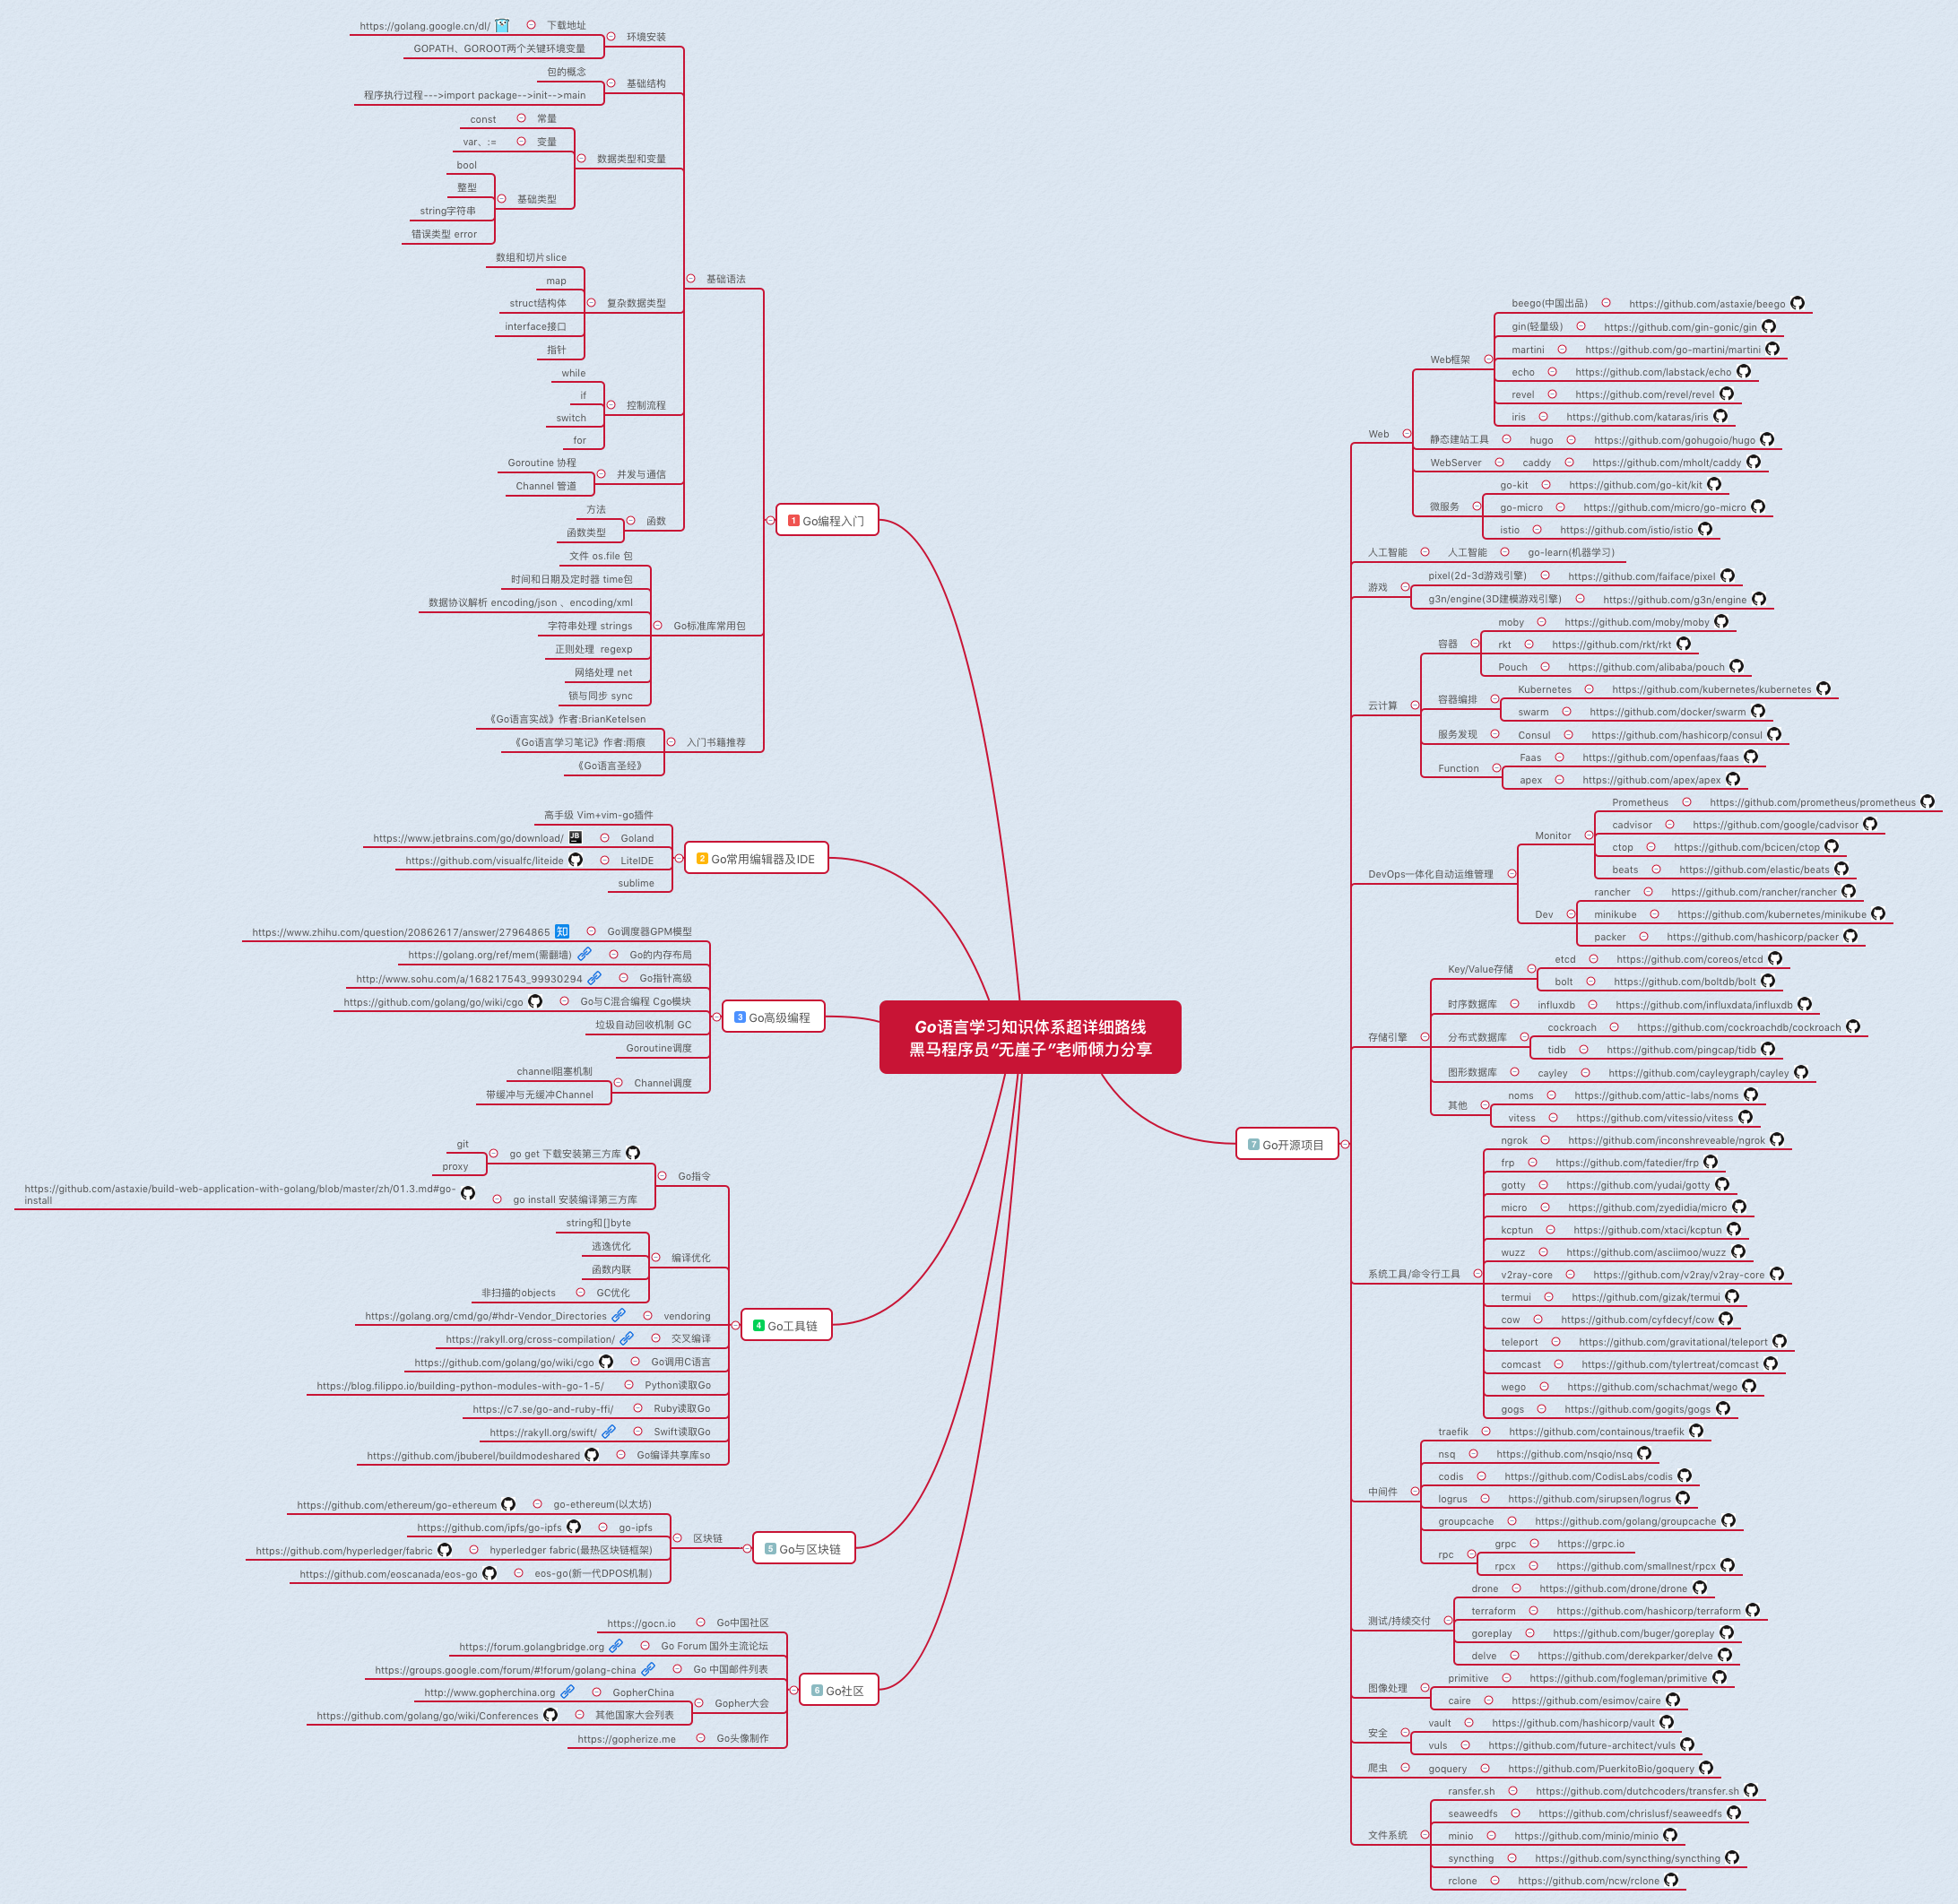 Go语言学习知识体系超详细路线
黑马程序员“无崖子”老师倾力分享
1 Go编程入门
基础语法
环境安装
下载地址
https://golang.google.cn/dl/
GOPATH、GOROOT两个关键环境变量
基础结构
包的概念
程序执行过程--->import package-->init-->main
数据类型和变量
常量
const
变量
var、:=
基础类型
bool
整型
string字符串
错误类型 error
复杂数据类型
数组和切片slice
map
struct结构体
interface接口
指针
控制流程
while
if
switch
for
并发与通信
Goroutine 协程
Channel 管道
函数
方法
函数类型
Go标准库常用包
文件 os.file 包
时间和日期及定时器 time包
数据协议解析 encoding/json 、encoding/xml
字符串处理 strings
正则处理 regexp
网络处理 net
锁与同步 sync
入门书籍推荐
《Go语言实战》作者:BrianKetelsen
《Go语言学习笔记》作者:雨痕
《Go语言圣经》
2 Go常用编辑器及IDE
高手级 Vim+vim-go插件
Goland
https://www.jetbrains.com/go/download/
JB
LiteIDE
https://github.com/visualfc/liteide
sublime
3 Go高级编程
Go调度器GPM模型
https://www.zhihu.com/question/20862617/answer/27964865
知
Go的内存布局
https://golang.org/ref/mem(需翻墙)
Go指针高级
http://www.sohu.com/a/168217543_99930294
Go与C混合编程 Cgo模块
https://github.com/golang/go/wiki/cgo
垃圾自动回收机制 GC
Goroutine调度
Channel调度
channel阻塞机制
带缓冲与无缓冲Channel
4 Go工具链
Go指令
go get 下载安装第三方库
git
proxy
go install 安装编译第三方库
https://github.com/astaxie/build-web-application-with-golang/blob/master/zh/01.3.md#go-
install
编译优化
string和[]byte
逃逸优化
函数内联
GC优化
非扫描的objects
vendoring
https://golang.org/cmd/go/#hdr-Vendor_Directories
交叉编译
https://rakyll.org/cross-compilation/
Go调用C语言
https://github.com/golang/go/wiki/cgo
Python读取Go
https://blog.filippo.io/building-python-modules-with-go-1-5/
Ruby读取Go
https://c7.se/go-and-ruby-ffi/
Swift读取Go
https://rakyll.org/swift/
Go编译共享库so
https://github.com/jbuberel/buildmodeshared
5 Go与区块链
区块链
go-ethereum(以太坊)
https://github.com/ethereum/go-ethereum
go-ipfs
https://github.com/ipfs/go-ipfs
hyperledger fabric(最热区块链框架)
https://github.com/hyperledger/fabric
eos-go(新一代DPOS机制)
https://github.com/eoscanada/eos-go
6 Go社区
Go中国社区
https://gocn.io
Go Forum 国外主流论坛
https://forum.golangbridge.org
Go 中国邮件列表
https://groups.google.com/forum/#!forum/golang-china
Gopher大会
GopherChina
http://www.gopherchina.org
其他国家大会列表
https://github.com/golang/go/wiki/Conferences
Go头像制作
https://gopherize.me
7 Go开源项目
Web
Web框架
beego(中国出品)
https://github.com/astaxie/beego
gin(轻量级)
https://github.com/gin-gonic/gin
martini
https://github.com/go-martini/martini
echo
https://github.com/labstack/echo
revel
https://github.com/revel/revel
iris
https://github.com/kataras/iris
静态建站工具
hugo
https://github.com/gohugoio/hugo
WebServer
caddy
https://github.com/mholt/caddy
微服务
go-kit
https://github.com/go-kit/kit
go-micro
https://github.com/micro/go-micro
istio
https://github.com/istio/istio
人工智能
人工智能
go-learn(机器学习)
游戏
pixel(2d-3d游戏引擎)
https://github.com/faiface/pixel
g3n/engine(3D建模游戏引擎)
https://github.com/g3n/engine
云计算
容器
moby
https://github.com/moby/moby
rkt
https://github.com/rkt/rkt
Pouch
https://github.com/alibaba/pouch
容器编排
Kubernetes
https://github.com/kubernetes/kubernetes
swarm
https://github.com/docker/swarm
服务发现
Consul
https://github.com/hashicorp/consul
Function
Faas
https://github.com/openfaas/faas
apex
https://github.com/apex/apex
DevOps一体化自动运维管理
Monitor
Prometheus
https://github.com/prometheus/prometheus
cadvisor
https://github.com/google/cadvisor
ctop
https://github.com/bcicen/ctop
beats
https://github.com/elastic/beats
Dev
rancher
https://github.com/rancher/rancher
minikube
https://github.com/kubernetes/minikube
packer
https://github.com/hashicorp/packer
存储引擎
Key/Value存储
etcd
https://github.com/coreos/etcd
bolt
https://github.com/boltdb/bolt
时序数据库
influxdb
https://github.com/influxdata/influxdb
分布式数据库
cockroach
https://github.com/cockroachdb/cockroach
tidb
https://github.com/pingcap/tidb
图形数据库
cayley
https://github.com/cayleygraph/cayley
其他
noms
https://github.com/attic-labs/noms
vitess
https://github.com/vitessio/vitess
系统工具/命令行工具
ngrok
https://github.com/inconshreveable/ngrok
frp
https://github.com/fatedier/frp
gotty
https://github.com/yudai/gotty
micro
https://github.com/zyedidia/micro
kcptun
https://github.com/xtaci/kcptun
wuzz
https://github.com/asciimoo/wuzz
v2ray-core
https://github.com/v2ray/v2ray-core
termui
https://github.com/gizak/termui
cow
https://github.com/cyfdecyf/cow
teleport
https://github.com/gravitational/teleport
comcast
https://github.com/tylertreat/comcast
wego
https://github.com/schachmat/wego
gogs
https://github.com/gogits/gogs
中间件
traefik
https://github.com/containous/traefik
nsq
https://github.com/nsqio/nsq
codis
https://github.com/CodisLabs/codis
logrus
https://github.com/sirupsen/logrus
groupcache
https://github.com/golang/groupcache
rpc
grpc
https://grpc.io
rpcx
https://github.com/smallnest/rpcx
测试/持续交付
drone
https://github.com/drone/drone
terraform
https://github.com/hashicorp/terraform
goreplay
https://github.com/buger/goreplay
delve
https://github.com/derekparker/delve
图像处理
primitive
https://github.com/fogleman/primitive
caire
https://github.com/esimov/caire
安全
vault
https://github.com/hashicorp/vault
vuls
https://github.com/future-architect/vuls
爬虫
goquery
https://github.com/PuerkitoBio/goquery
文件系统
ransfer.sh
https://github.com/dutchcoders/transfer.sh
seaweedfs
https://github.com/chrislusf/seaweedfs
minio
https://github.com/minio/minio
syncthing
https://github.com/syncthing/syncthing
rclone
https://github.com/ncw/rclone